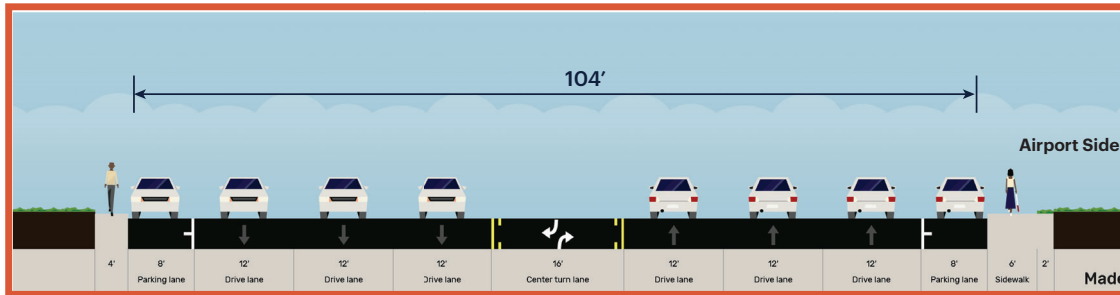 104'
Airport Side
4' 8' 12' 12' 12' 16' 12' 12' 12' 8' 6' 2'
Parking lane Drive lane Drive lane Drive lane Center turn lane Drive lane Drive lane Drive lane Parking lane Sidewalk
Made